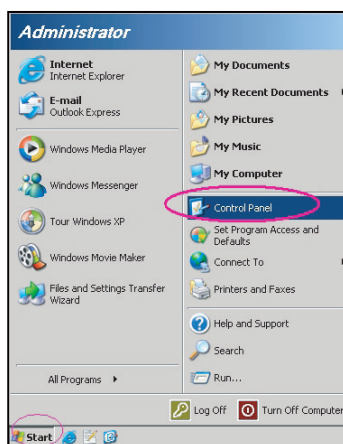 Administrator
Internet
Internet Explorer
E-mail
Outlook Express
Windows Media Player
Windows Messenger
Tour Windows XP
Windows Movie Maker
Files and Settings Transfer
Wizard
All Programs
My Documents
My Recent Documents
My Pictures
My Music
My Computer
Control Panel
Set Program Access and
Defaults
Connect To
Printers and Faxes
Help and Support
Search
Run...
Log Off
Turn Off Computer
Start